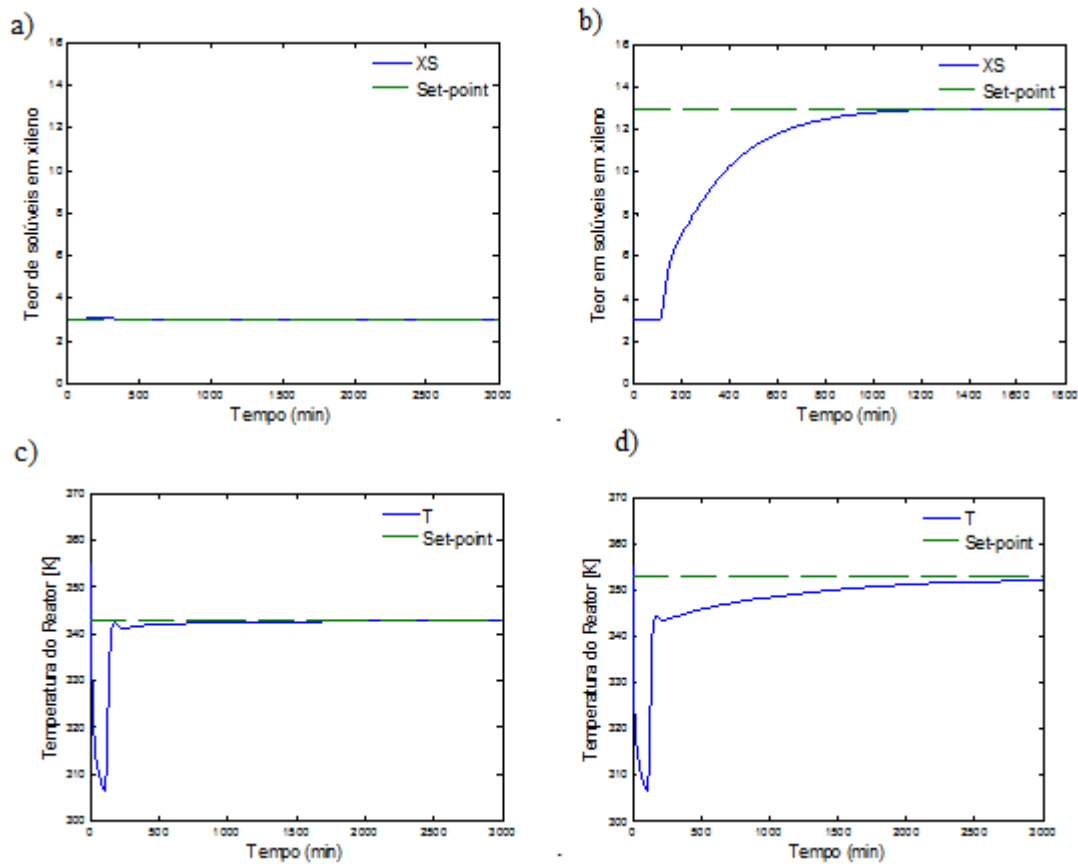 a)
16
14
12
10
8
6
4
2
0
Teor de solúveis em xileno
XS
Set-point
0 500 1000 1500 2000 2500 3000
Tempo (min)
b)
16
14
12
10
8
6
4
2
0
Teor em solúveis em xileno
XS
Set-point
0 200 400 600 800 1000 1200 1400 1600 1800
Tempo (min)
c)
370
360
350
340
330
320
310
300
Temperatura do Reator [K]
T
Set-point
0 500 1000 1500 2000 2500 3000
Tempo (min)
d)
370
360
350
340
330
320
310
300
Temperatura do Reator [K]
T
Set-point
0 500 1000 1500 2000 2500 3000
Tempo (min)